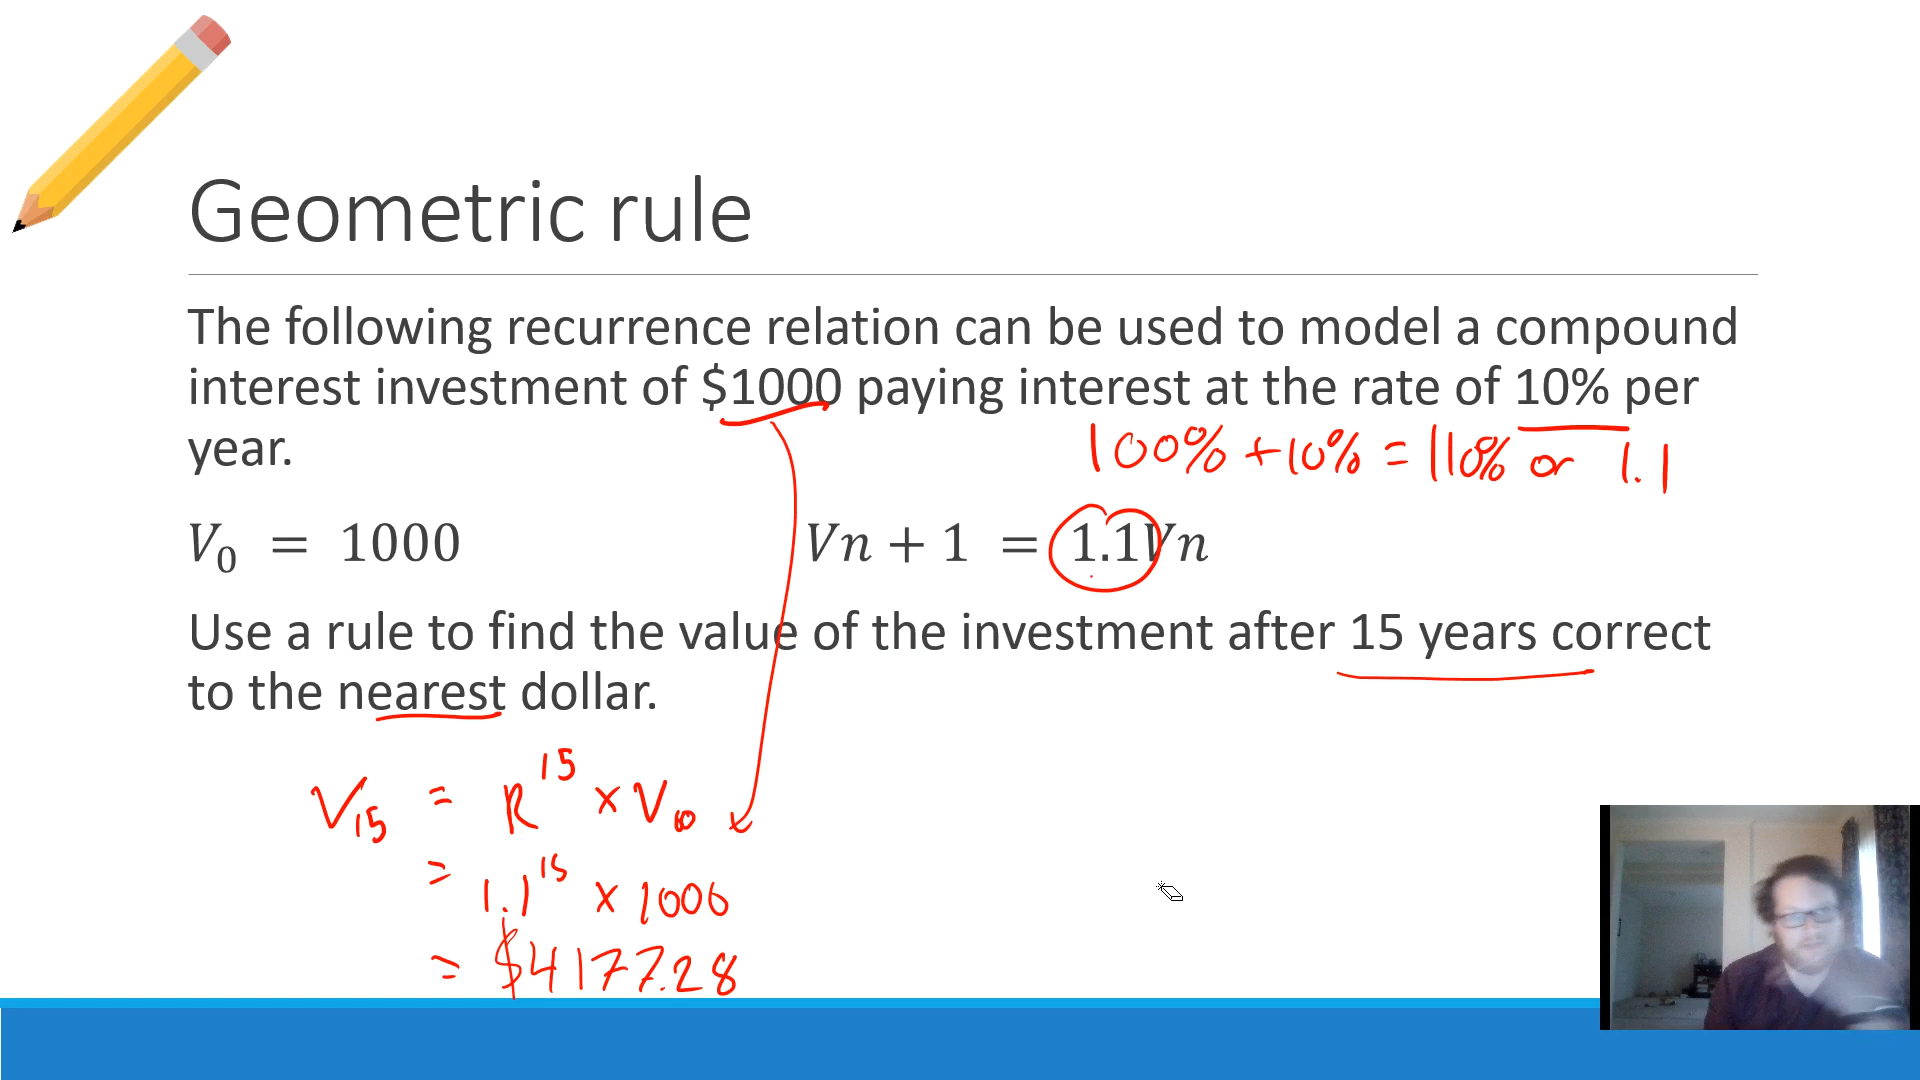 Geometric rule
The following recurrence relation can be used to model a compound
interest investment of $1000 paying interest at the rate of 10% per
year.
100% + 10% = 110% or 1.1
V₀ = 1000    Vn + 1 = 1.1Vn
Use a rule to find the value of the investment after 15 years correct
to the nearest dollar.
V₁₅ = R¹⁵ × V₀
= 1.1¹⁵ × 1000
= $4177.28